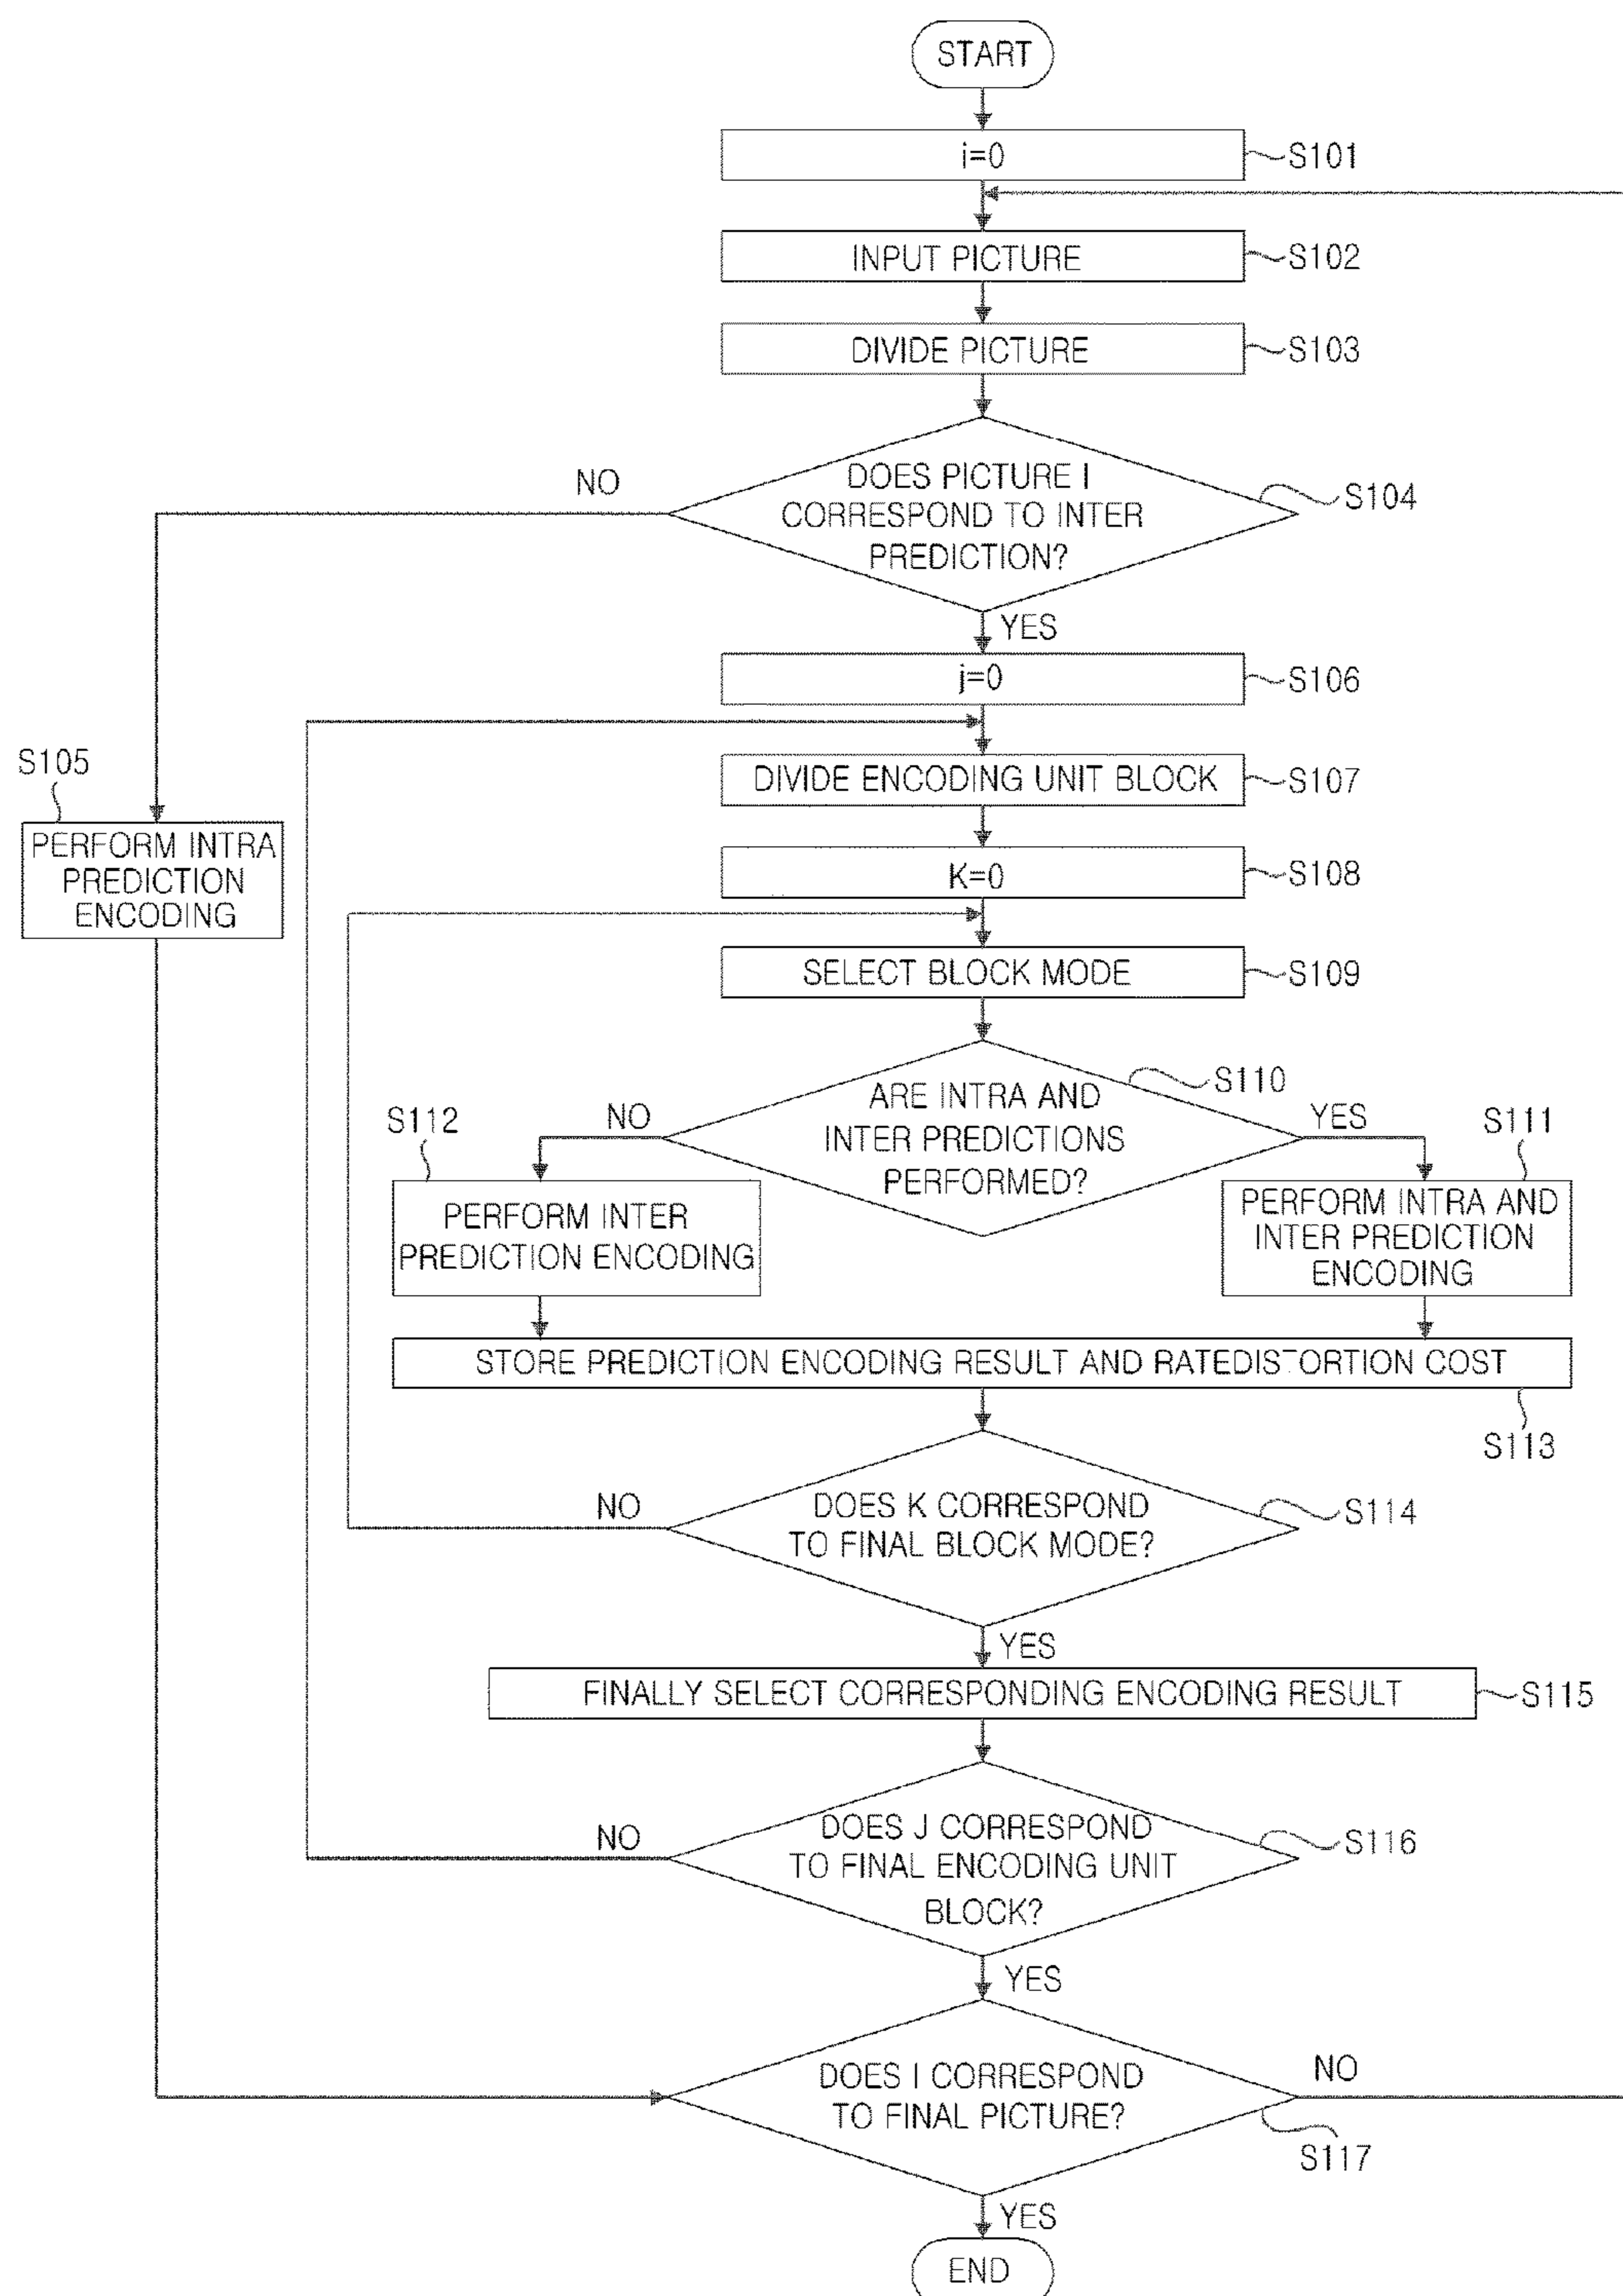 START
i=0
S101
INPUT PICTURE
S102
DIVIDE PICTURE
S103
DOES PICTURE I
CORRESPOND TO INTER
PREDICTION?
S104
NO
YES
j=0
S106
S105
PERFORM INTRA
PREDICTION
ENCODING
DIVIDE ENCODING UNIT BLOCK
S107
K=0
S108
SELECT BLOCK MODE
S109
ARE INTRA AND
INTER PREDICTIONS
PERFORMED?
S110
NO
YES
S112
PERFORM INTER
PREDICTION ENCODING
S111
PERFORM INTRA AND
INTER PREDICTION
ENCODING
STORE PREDICTION ENCODING RESULT AND RATEDISTORTION COST
S113
DOES K CORRESPOND
TO FINAL BLOCK MODE?
S114
NO
YES
FINALLY SELECT CORRESPONDING ENCODING RESULT
S115
DOES J CORRESPOND
TO FINAL ENCODING UNIT
BLOCK?
S116
NO
YES
DOES I CORRESPOND
TO FINAL PICTURE?
NO
S117
YES
END